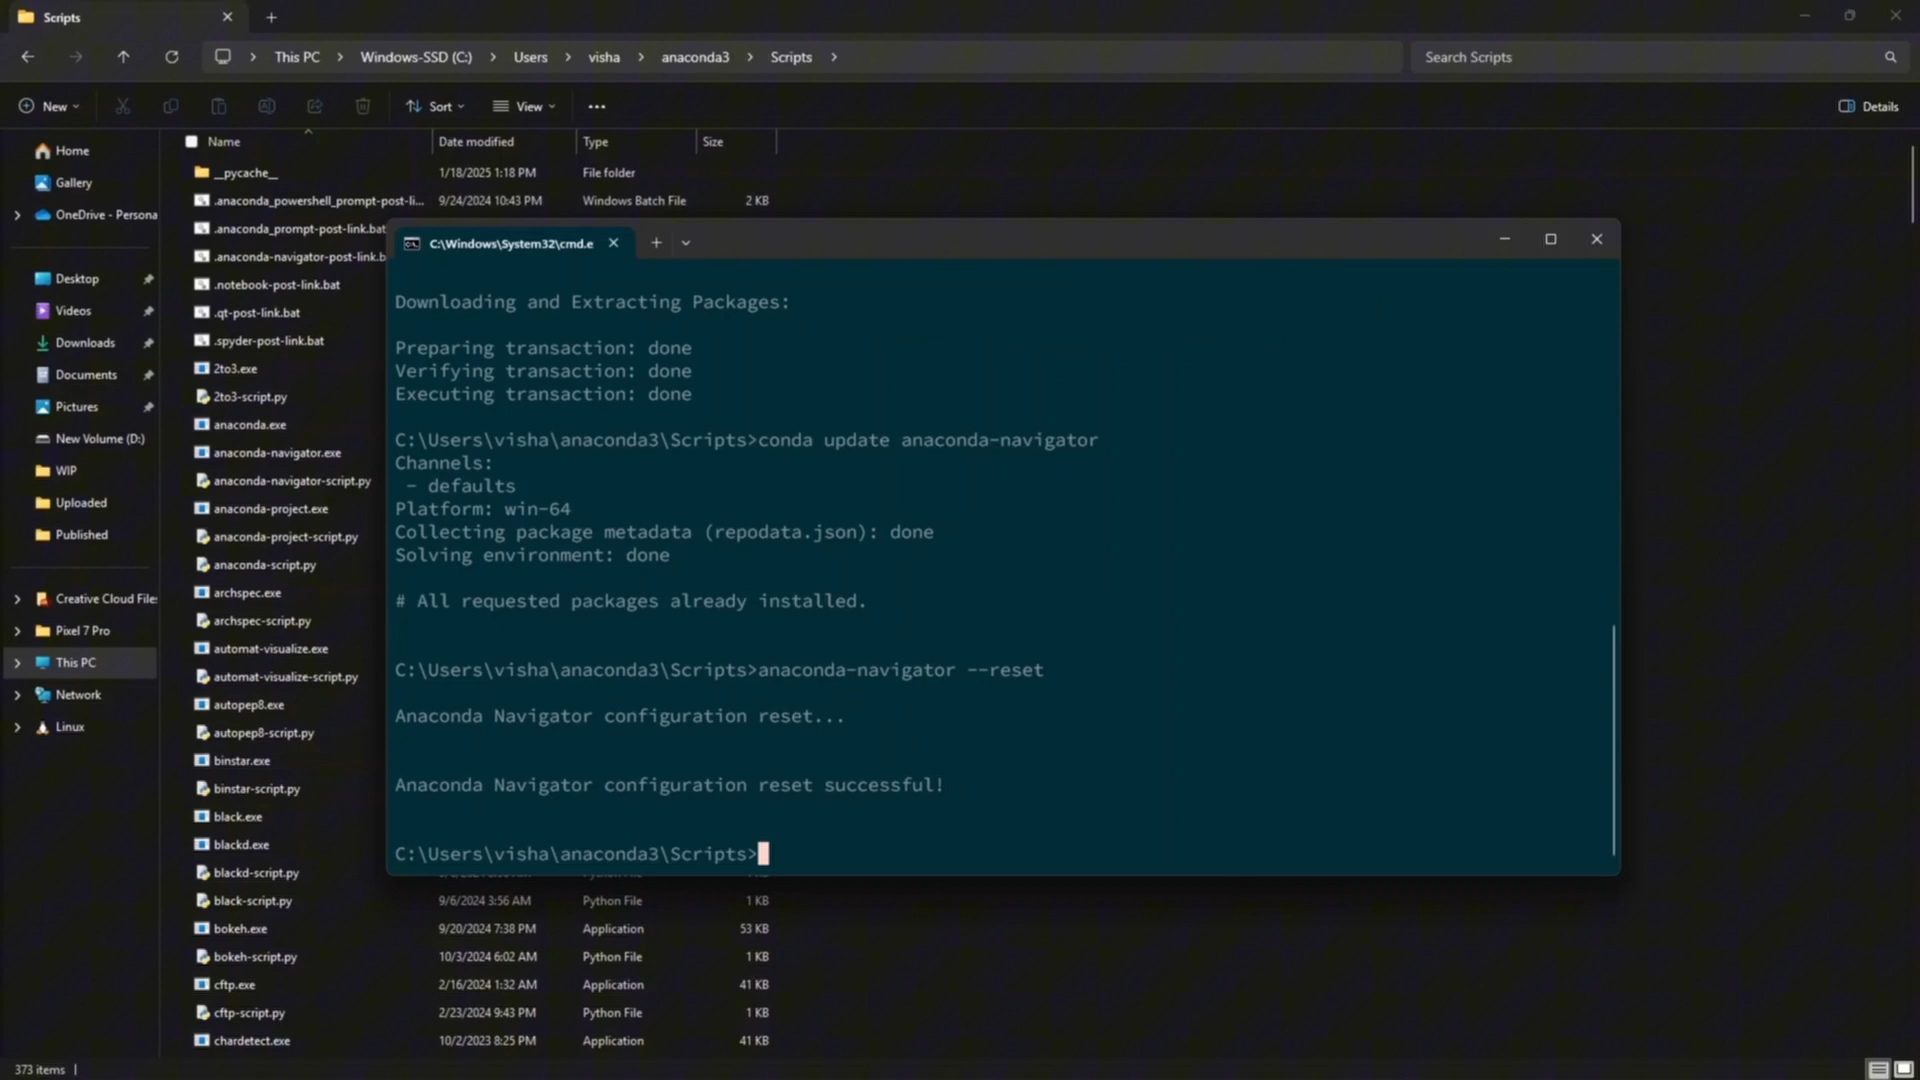 Scripts
This PC > Windows-SSD (C:) > Users > visha > anaconda3 > Scripts >
Search Scripts
New
Sort
View
Details
Home
Gallery
OneDrive - Persona
Desktop
Videos
Downloads
Documents
Pictures
New Volume (D:)
WIP
Uploaded
Published
Creative Cloud Files
Pixel 7 Pro
This PC
Network
Linux
Name Date modified Type Size
__pycache__ 1/18/2025 1:18 PM File folder
.anaconda_powershell_prompt-post-li... 9/24/2024 10:43 PM Windows Batch File 2 KB
.anaconda_prompt-post-link.bat
.anaconda-navigator-post-link.b
.notebook-post-link.bat
.qt-post-link.bat
.spyder-post-link.bat
2to3.exe
2to3-script.py
anaconda.exe
anaconda-navigator.exe
anaconda-navigator-script.py
anaconda-project.exe
anaconda-project-script.py
anaconda-script.py
archspec.exe
archspec-script.py
automat-visualize.exe
automat-visualize-script.py
autopep8.exe
autopep8-script.py
binstar.exe
binstar-script.py
black.exe
blackd.exe
blackd-script.py
black-script.py 9/6/2024 3:56 AM Python File 1 KB
bokeh.exe 9/20/2024 7:38 PM Application 53 KB
bokeh-script.py 10/3/2024 6:02 AM Python File 1 KB
cftp.exe 2/16/2024 1:32 AM Application 41 KB
cftp-script.py 2/23/2024 9:43 PM Python File 1 KB
chardetect.exe 10/2/2023 8:25 PM Application 41 KB
C:\Windows\System32\cmd.e
Downloading and Extracting Packages:
Preparing transaction: done
Verifying transaction: done
Executing transaction: done
C:\Users\visha\anaconda3\Scripts>conda update anaconda-navigator
Channels:
- defaults
Platform: win-64
Collecting package metadata (repodata.json): done
Solving environment: done
# All requested packages already installed.
C:\Users\visha\anaconda3\Scripts>anaconda-navigator --reset
Anaconda Navigator configuration reset...
Anaconda Navigator configuration reset successful!
C:\Users\visha\anaconda3\Scripts>
373 items